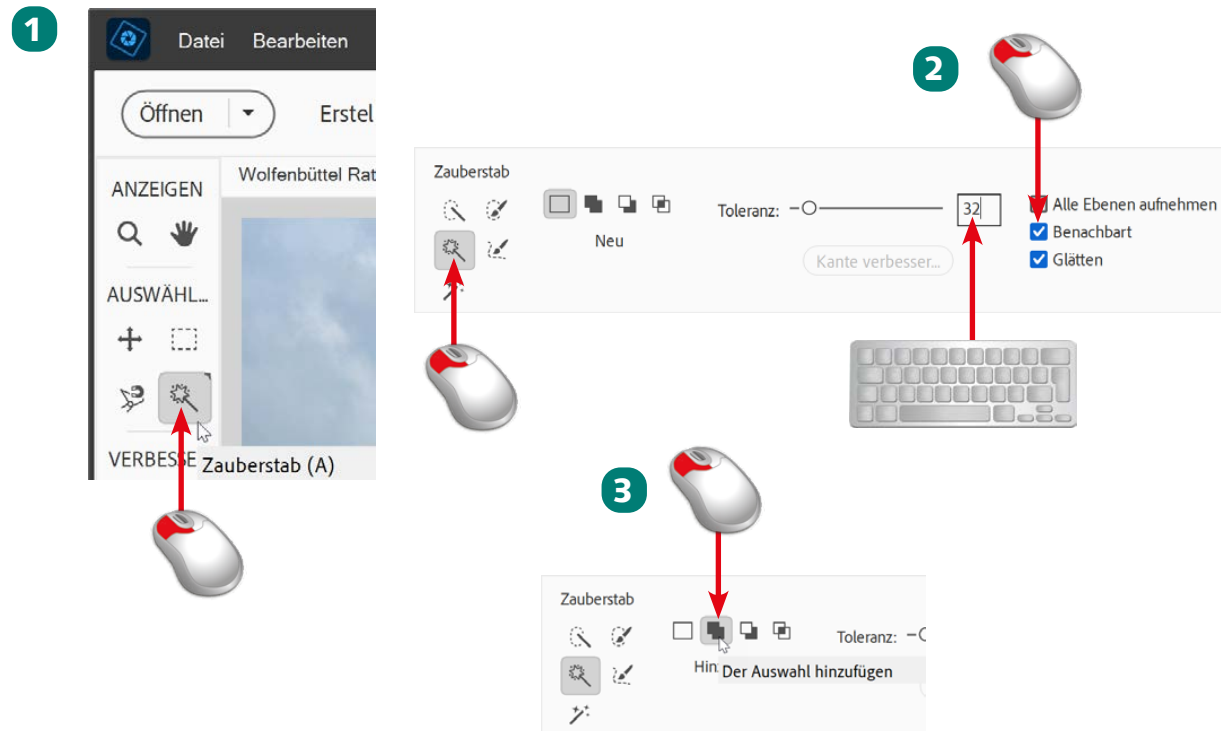 1
Datei Bearbeiten
Öffnen Erstel
Wolfenbüttel Rat
ANZEIGEN
AUSWÄHL...
VERBESSE
Zauberstab (A)
2
Zauberstab
Neu
Toleranz: 32
Kante verbesser...
Alle Ebenen aufnehmen
Benachbart
Glätten
3
Zauberstab
Toleranz:
Hin
Der Auswahl hinzufügen